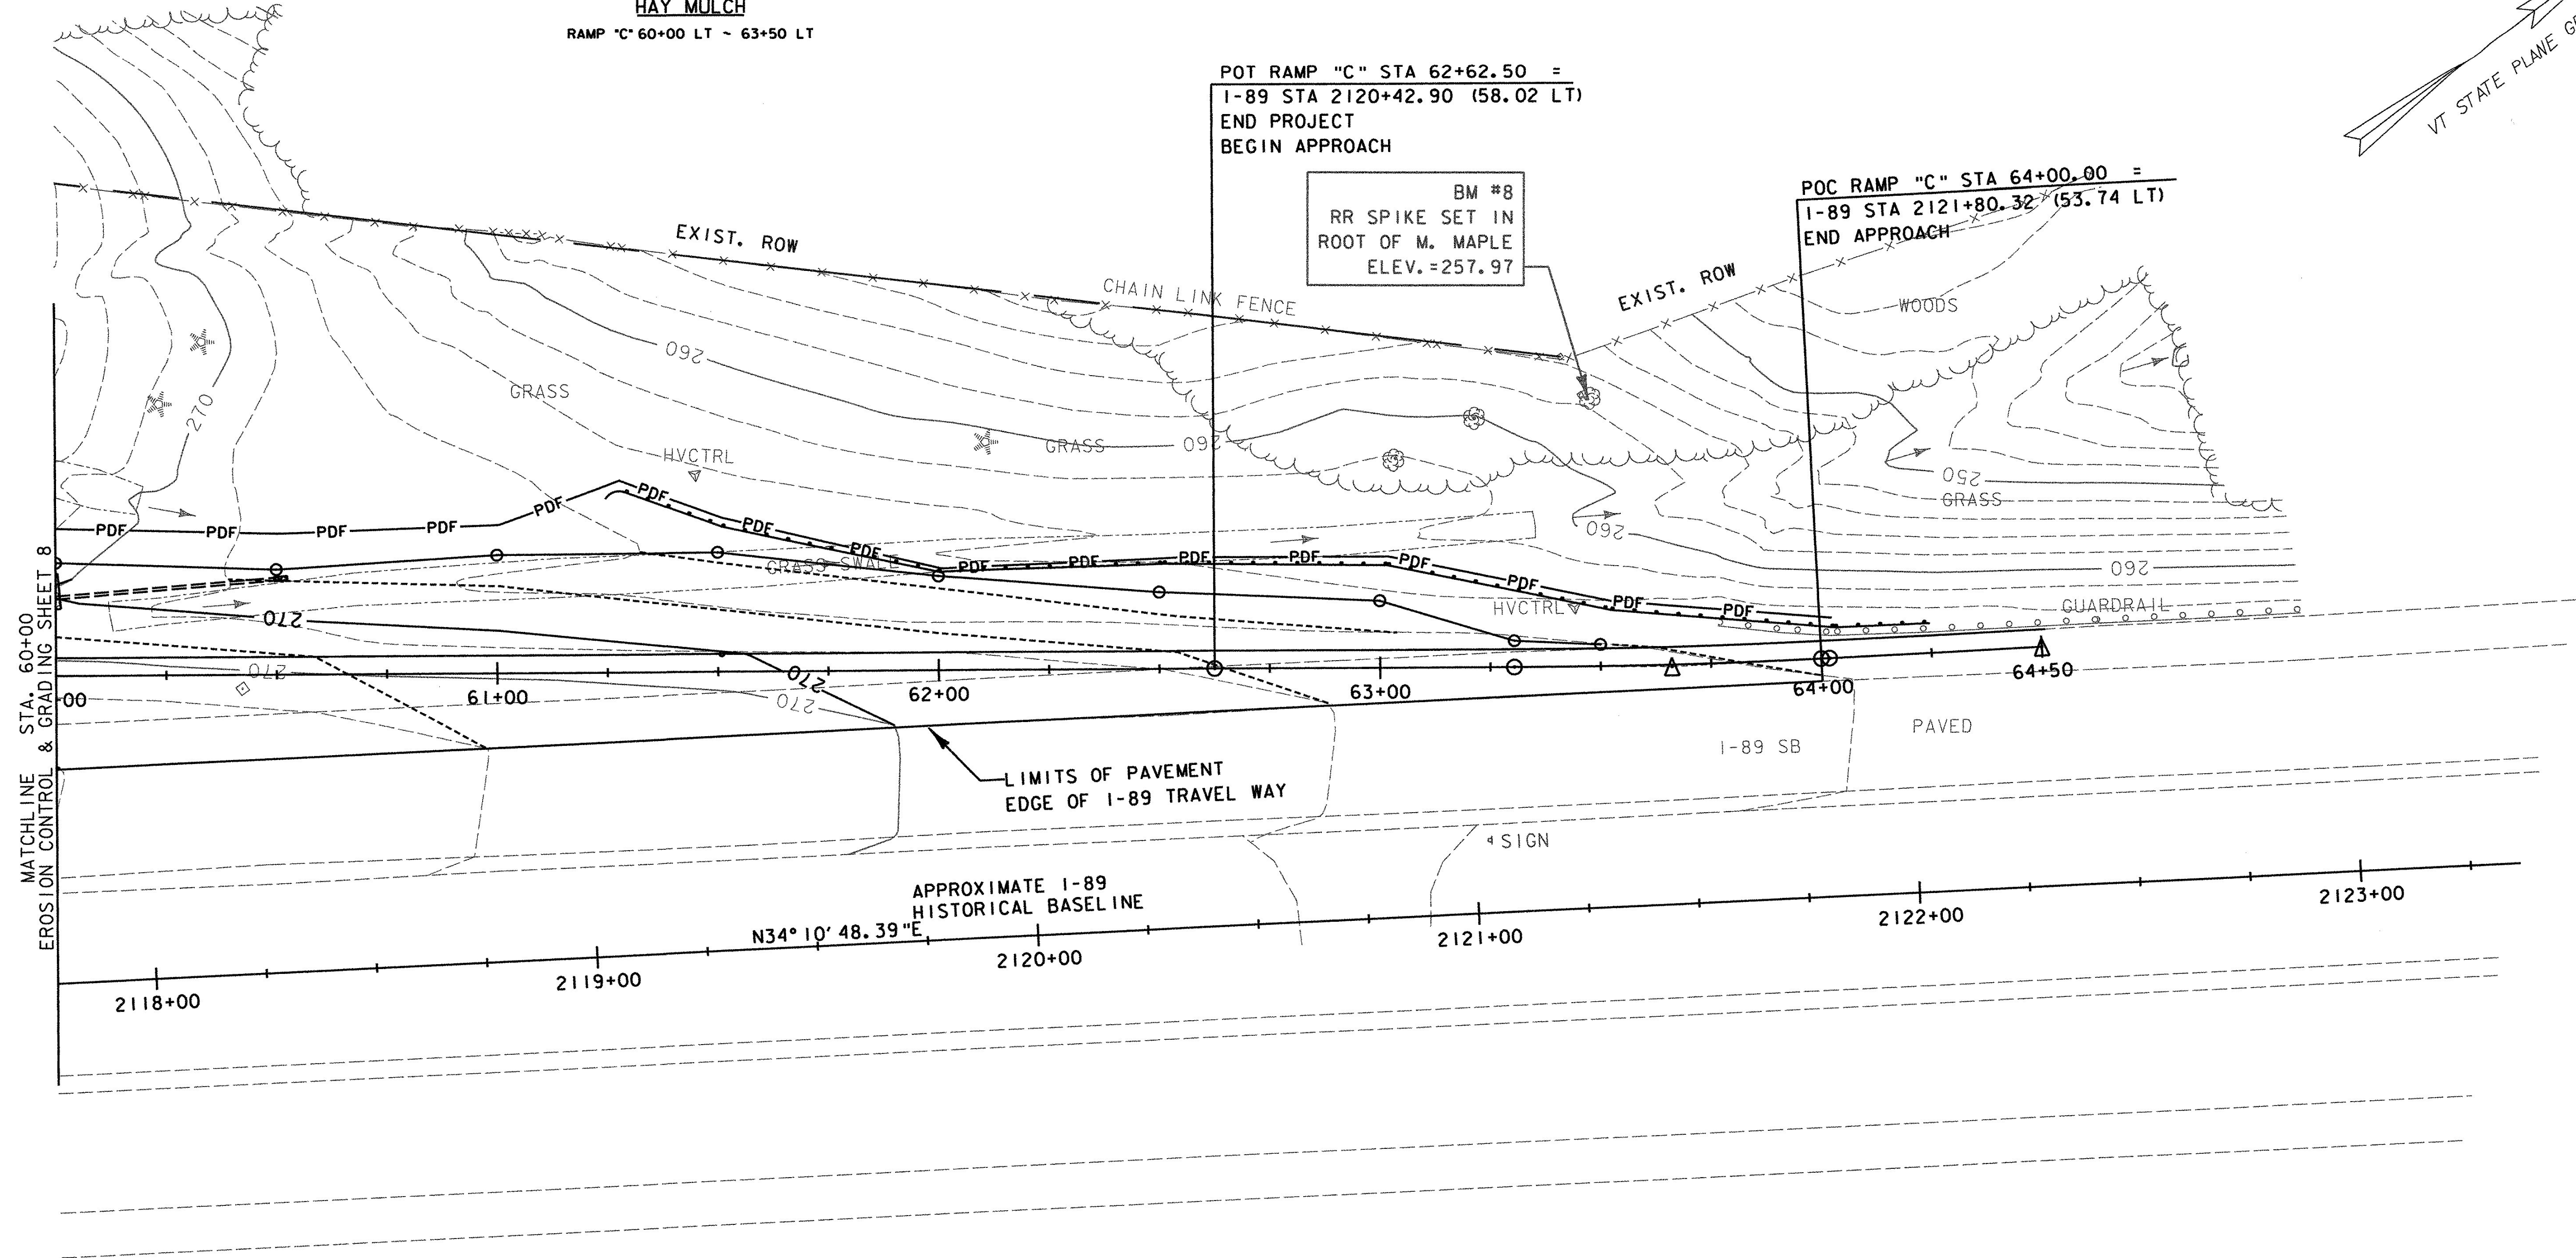 HAY MULCH
RAMP "C" 60+00 LT ~ 63+50 LT
POT RAMP "C" STA 62+62.50 =
I-89 STA 2120+42.90 (58.02 LT)
END PROJECT
BEGIN APPROACH
VT STATE PLANE
BM #8
RR SPIKE SET IN
ROOT OF M. MAPLE
ELEV.=257.97
POC RAMP "C" STA 64+00.00 =
I-89 STA 2121+80.32 (53.74 LT)
END APPROACH
EXIST. ROW
CHAIN LINK FENCE
EXIST. ROW
WOODS
260
270
GRASS
HVCTRL
GRASS
260
250
GRASS
260
260
PDF PDF PDF PDF PDF PDF PDF PDF PDF PDF PDF PDF PDF PDF PDF PDF
GRASS SWALE
HVCTRL
GUARDRAIL
270
270
270
270
00
61+00
62+00
63+00
64+00
64+50
PAVED
I-89 SB
LIMITS OF PAVEMENT
EDGE OF I-89 TRAVEL WAY
SIGN
MATCHLINE STA. 60+00
EROSION CONTROL & GRADING SHEET 8
APPROXIMATE I-89
HISTORICAL BASELINE
N34°10'48.39"E
2118+00
2119+00
2120+00
2121+00
2122+00
2123+00